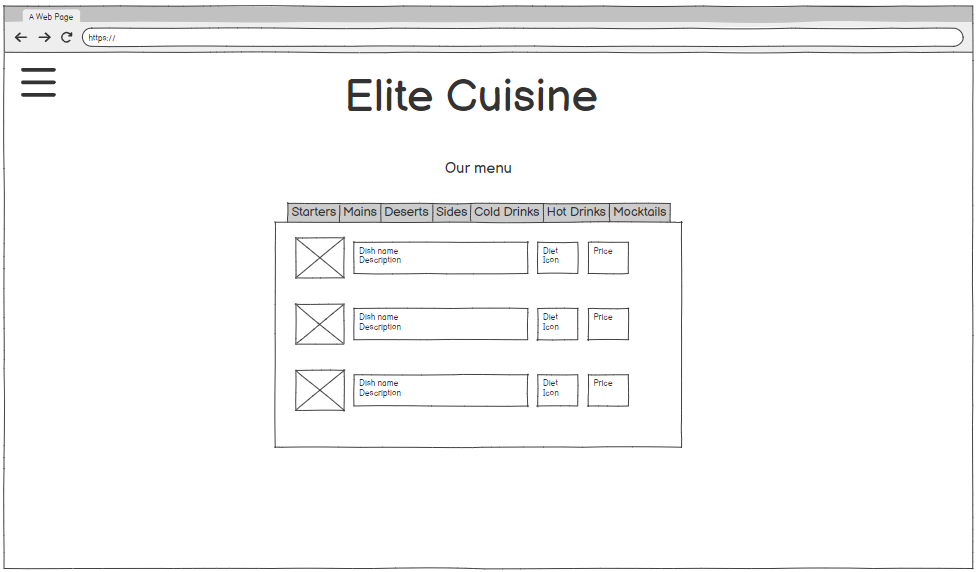 A Web Page
https://
Elite Cuisine
Our menu
Starters Mains Deserts Sides Cold Drinks Hot Drinks Mocktails
Dish name Diet Price
Description Icon
Dish name Diet Price
Description Icon
Dish name Diet Price
Description Icon